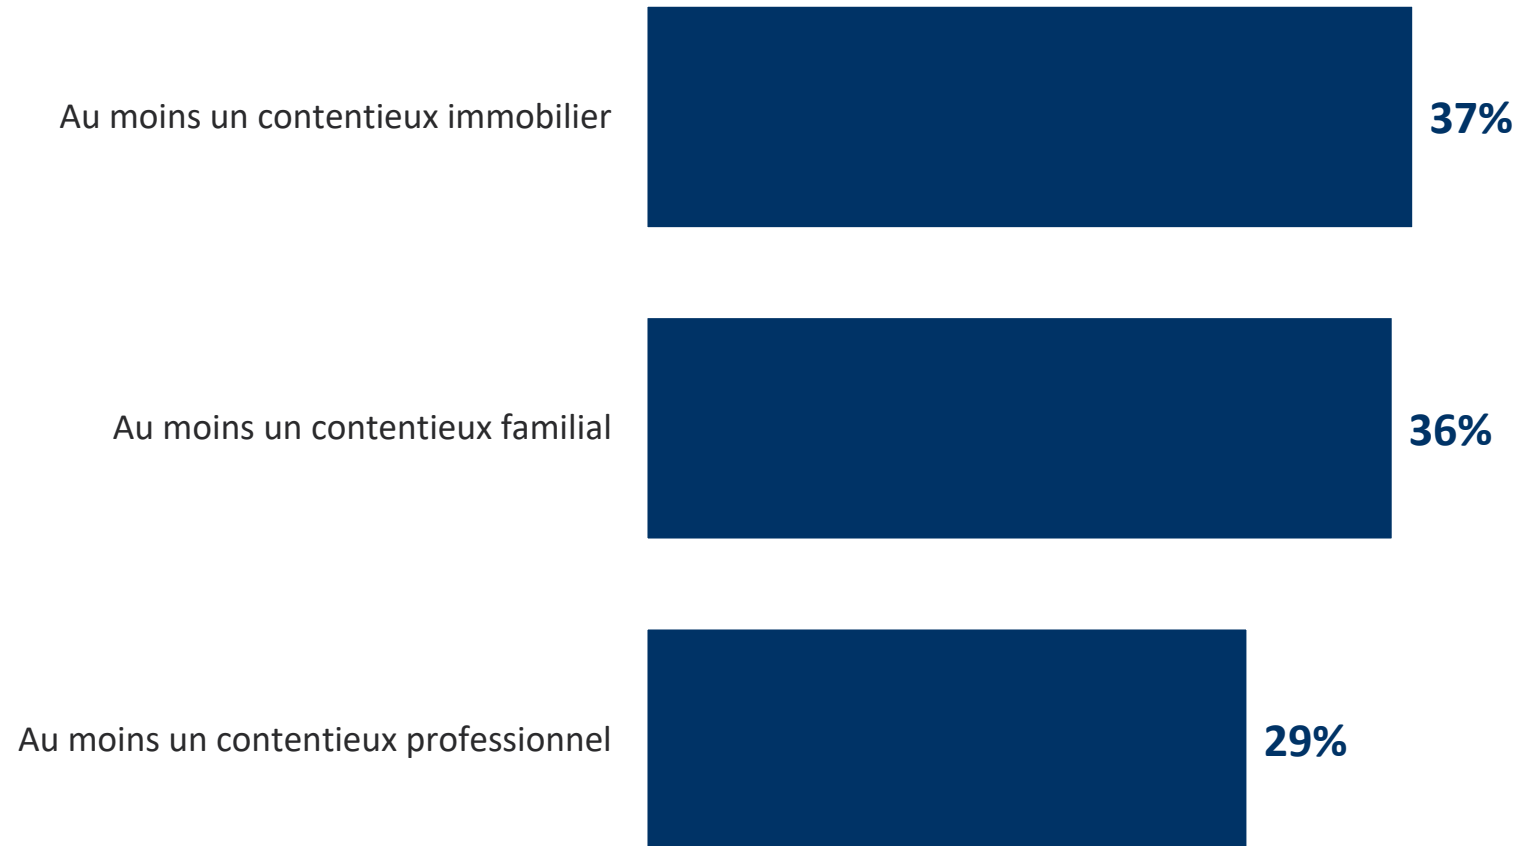 Au moins un contentieux immobilier
37%
Au moins un contentieux familial
36%
Au moins un contentieux professionnel
29%